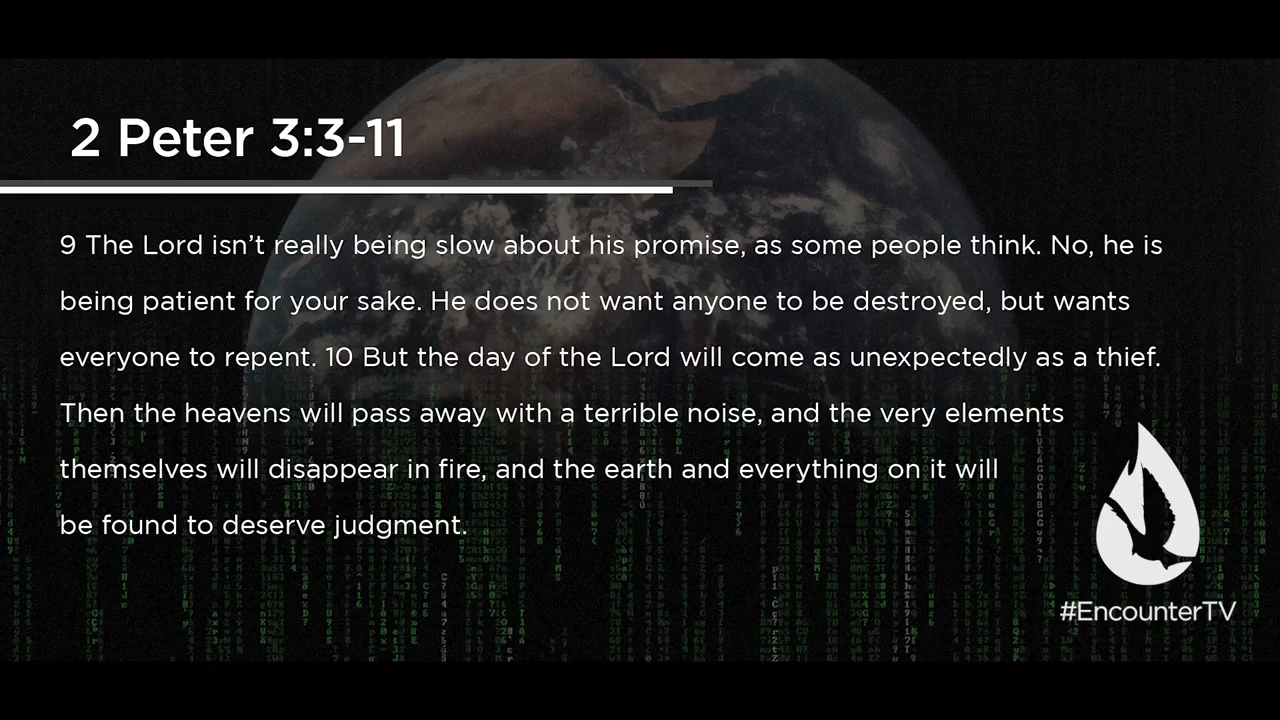 2 Peter 3:3-11
9 The Lord isn’t really being slow about his promise, as some people think. No, he is
being patient for your sake. He does not want anyone to be destroyed, but wants
everyone to repent. 10 But the day of the Lord will come as unexpectedly as a thief.
Then the heavens will pass away with a terrible noise, and the very elements
themselves will disappear in fire, and the earth and everything on it will
be found to deserve judgment.
#EncounterTV